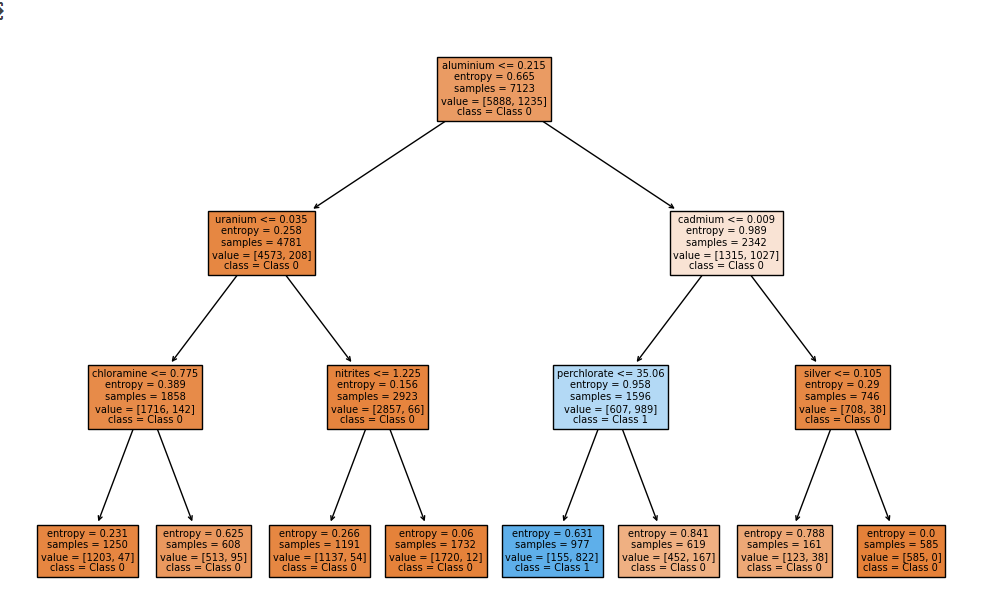 aluminium <= 0.215
entropy = 0.665
samples = 7123
value = [5888, 1235]
class = Class 0
uranium <= 0.035
entropy = 0.258
samples = 4781
value = [4573, 208]
class = Class 0
cadmium <= 0.009
entropy = 0.989
samples = 2342
value = [1315, 1027]
class = Class 0
chloramine <= 0.775
entropy = 0.389
samples = 1858
value = [1716, 142]
class = Class 0
nitrites <= 1.225
entropy = 0.156
samples = 2923
value = [2857, 66]
class = Class 0
perchlorate <= 35.06
entropy = 0.958
samples = 1596
value = [607, 989]
class = Class 1
silver <= 0.105
entropy = 0.29
samples = 746
value = [708, 38]
class = Class 0
entropy = 0.231
samples = 1250
value = [1203, 47]
class = Class 0
entropy = 0.625
samples = 608
value = [513, 95]
class = Class 0
entropy = 0.266
samples = 1191
value = [1137, 54]
class = Class 0
entropy = 0.06
samples = 1732
value = [1720, 12]
class = Class 0
entropy = 0.631
samples = 977
value = [155, 822]
class = Class 1
entropy = 0.841
samples = 619
value = [452, 167]
class = Class 0
entropy = 0.788
samples = 161
value = [123, 38]
class = Class 0
entropy = 0.0
samples = 585
value = [585, 0]
class = Class 0